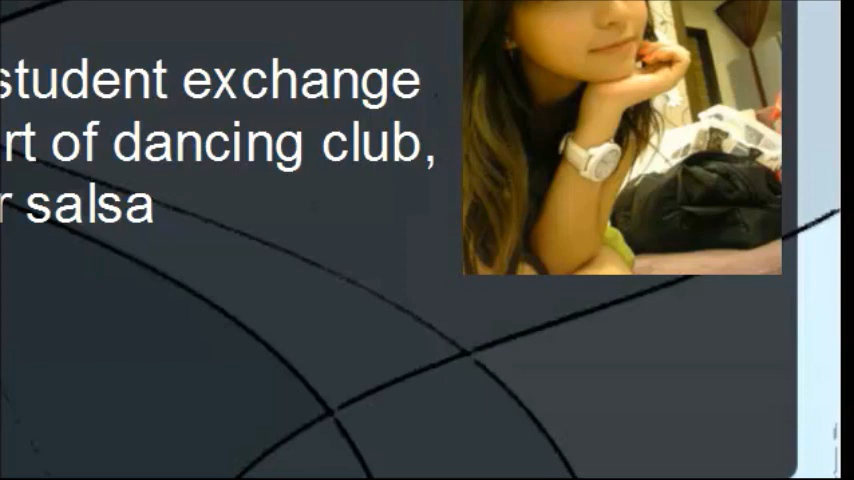 student exchange
rt of dancing club,
r salsa